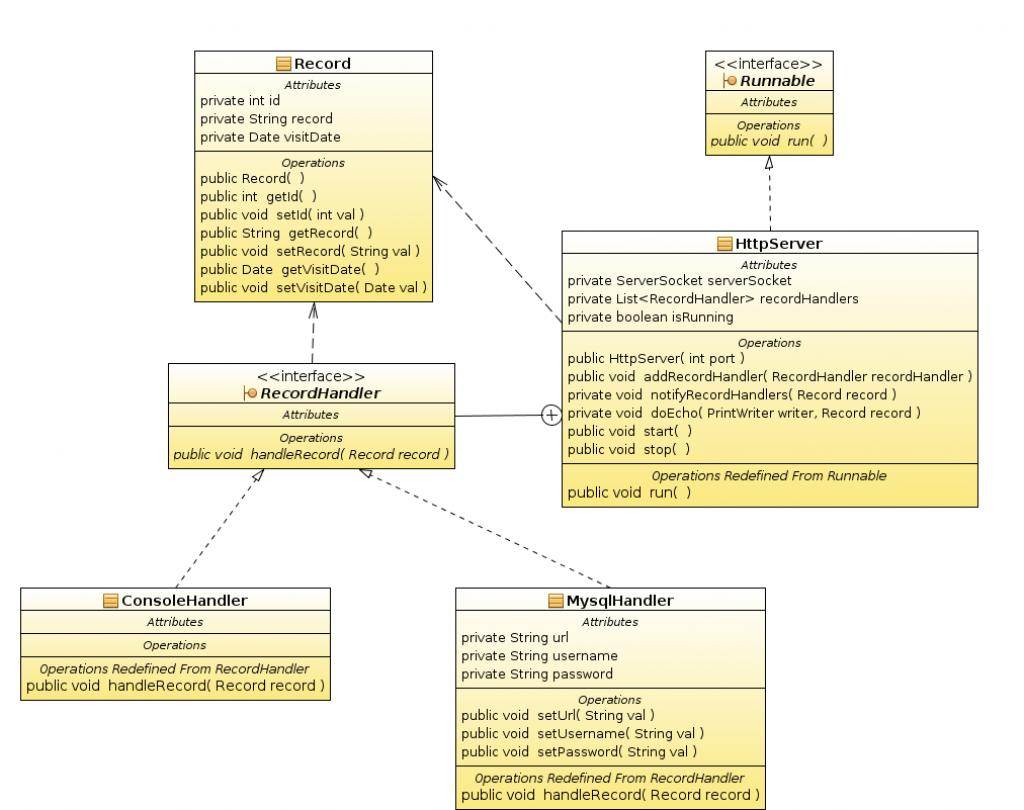 Record
Attributes
private int id
private String record
private Date visitDate
Operations
public Record(  )
public int  getId(  )
public void  setId( int val )
public String  getRecord(  )
public void  setRecord( String val )
public Date  getVisitDate(  )
public void  setVisitDate( Date val )
<<interface>>
Runnable
Attributes
Operations
public void  run(  )
HttpServer
Attributes
private ServerSocket serverSocket
private List<RecordHandler> recordHandlers
private boolean isRunning
Operations
public HttpServer( int port )
public void  addRecordHandler( RecordHandler recordHandler )
private void  notifyRecordHandlers( Record record )
private void  doEcho( PrintWriter writer, Record record )
public void  start(  )
public void  stop(  )
Operations Redefined From Runnable
public void  run(  )
<<interface>>
RecordHandler
Attributes
Operations
public void  handleRecord( Record record )
ConsoleHandler
Attributes
Operations
Operations Redefined From RecordHandler
public void  handleRecord( Record record )
MysqlHandler
Attributes
private String url
private String username
private String password
Operations
public void  setUrl( String val )
public void  setUsername( String val )
public void  setPassword( String val )
Operations Redefined From RecordHandler
public void  handleRecord( Record record )